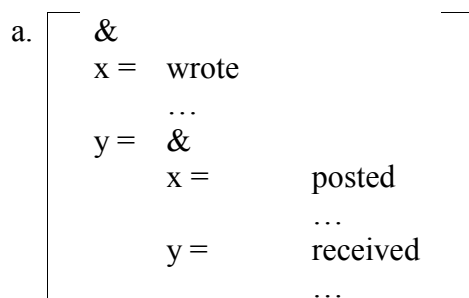 a. &
x = wrote
…
y = &
x = posted
…
y = received
…